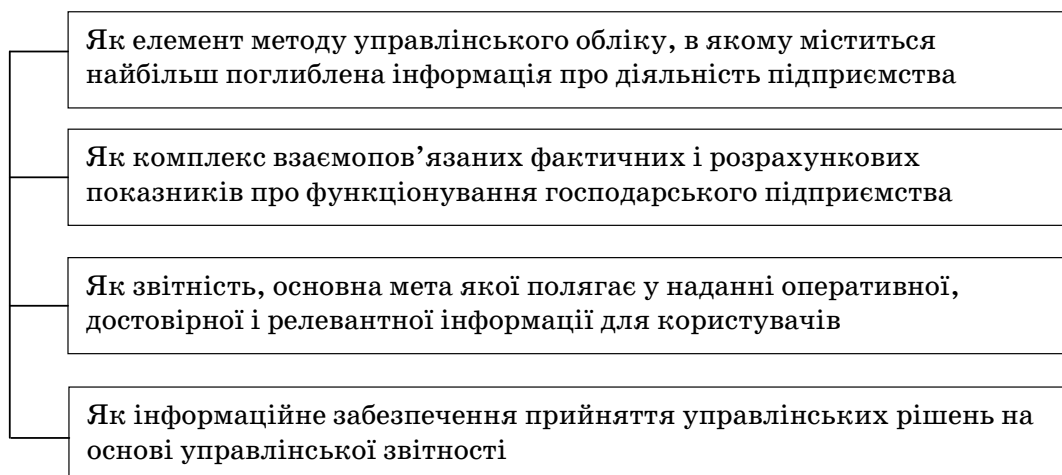 Як елемент методу управлінського обліку, в якому міститься
найбільш поглиблена інформація про діяльність підприємства
Як комплекс взаємопов’язаних фактичних і розрахункових
показників про функціонування господарського підприємства
Як звітність, основна мета якої полягає у наданні оперативної,
достовірної і релевантної інформації для користувачів
Як інформаційне забезпечення прийняття управлінських рішень на
основі управлінської звітності